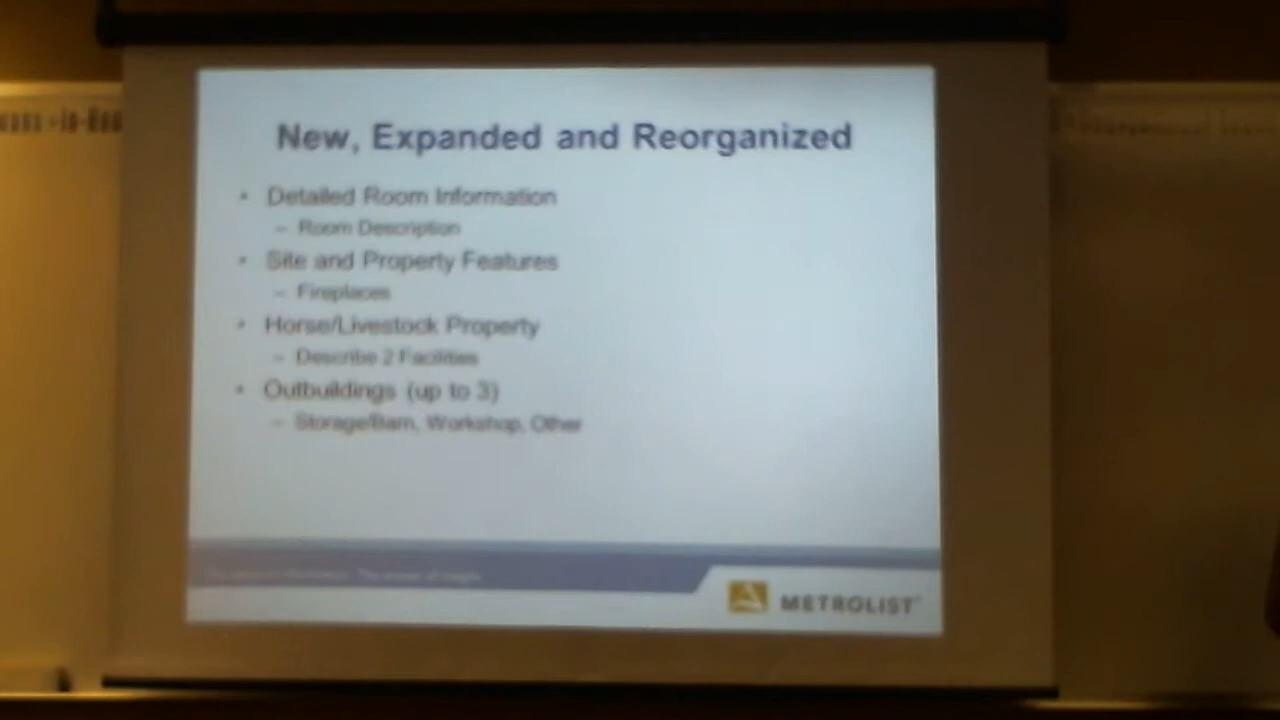 New, Expanded and Reorganized
• Detailed Room Information
– Room Description
• Site and Property Features
– Fireplaces
• Horse/Livestock Property
– Describe 2 Facilities
• Outbuildings (up to 3)
– Storage/Barn, Workshop, Other
METROLIST